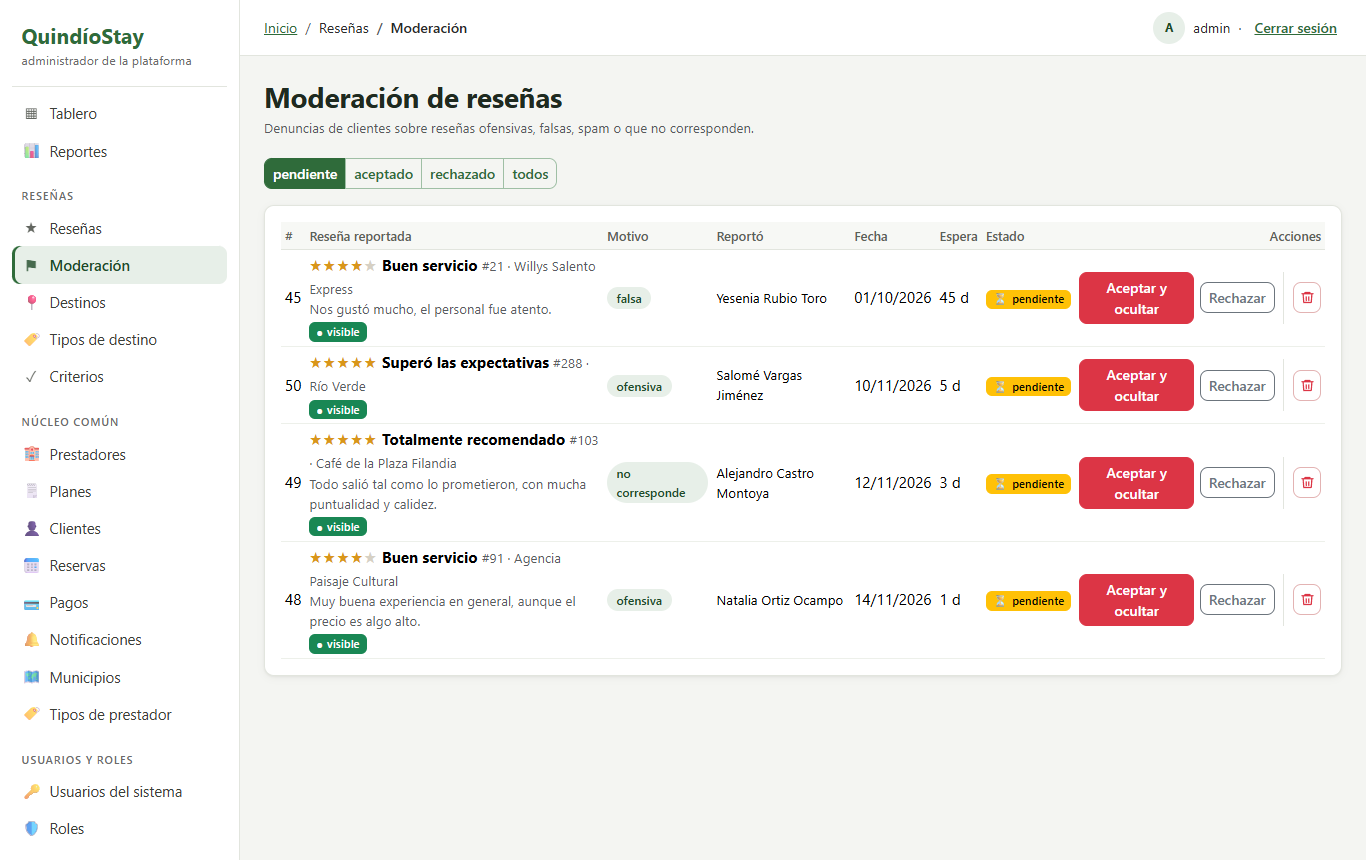 QuindíoStay
administrador de la plataforma
Tablero
Reportes
RESEÑAS
Reseñas
Moderación
Destinos
Tipos de destino
Criterios
NÚCLEO COMÚN
Prestadores
Planes
Clientes
Reservas
Pagos
Notificaciones
Municipios
Tipos de prestador
USUARIOS Y ROLES
Usuarios del sistema
Roles
Inicio / Reseñas / Moderación
A admin · Cerrar sesión
Moderación de reseñas
Denuncias de clientes sobre reseñas ofensivas, falsas, spam o que no corresponden.
pendiente aceptado rechazado todos
# Reseña reportada Motivo Reportó Fecha Espera Estado Acciones
45
★★★★★ Buen servicio #21 · Willys Salento
Express
Nos gustó mucho, el personal fue atento.
● visible
falsa
Yesenia Rubio Toro
01/10/2026
45 d
⏳ pendiente
Aceptar y
ocultar
Rechazar
50
★★★★★ Superó las expectativas #288 ·
Río Verde
● visible
ofensiva
Salomé Vargas
Jiménez
10/11/2026
5 d
⏳ pendiente
Aceptar y
ocultar
Rechazar
49
★★★★★ Totalmente recomendado #103
· Café de la Plaza Filandia
Todo salió tal como lo prometieron, con mucha
puntualidad y calidez.
● visible
no
corresponde
Alejandro Castro
Montoya
12/11/2026
3 d
⏳ pendiente
Aceptar y
ocultar
Rechazar
48
★★★★★ Buen servicio #91 · Agencia
Paisaje Cultural
Muy buena experiencia en general, aunque el
precio es algo alto.
● visible
ofensiva
Natalia Ortiz Ocampo
14/11/2026
1 d
⏳ pendiente
Aceptar y
ocultar
Rechazar